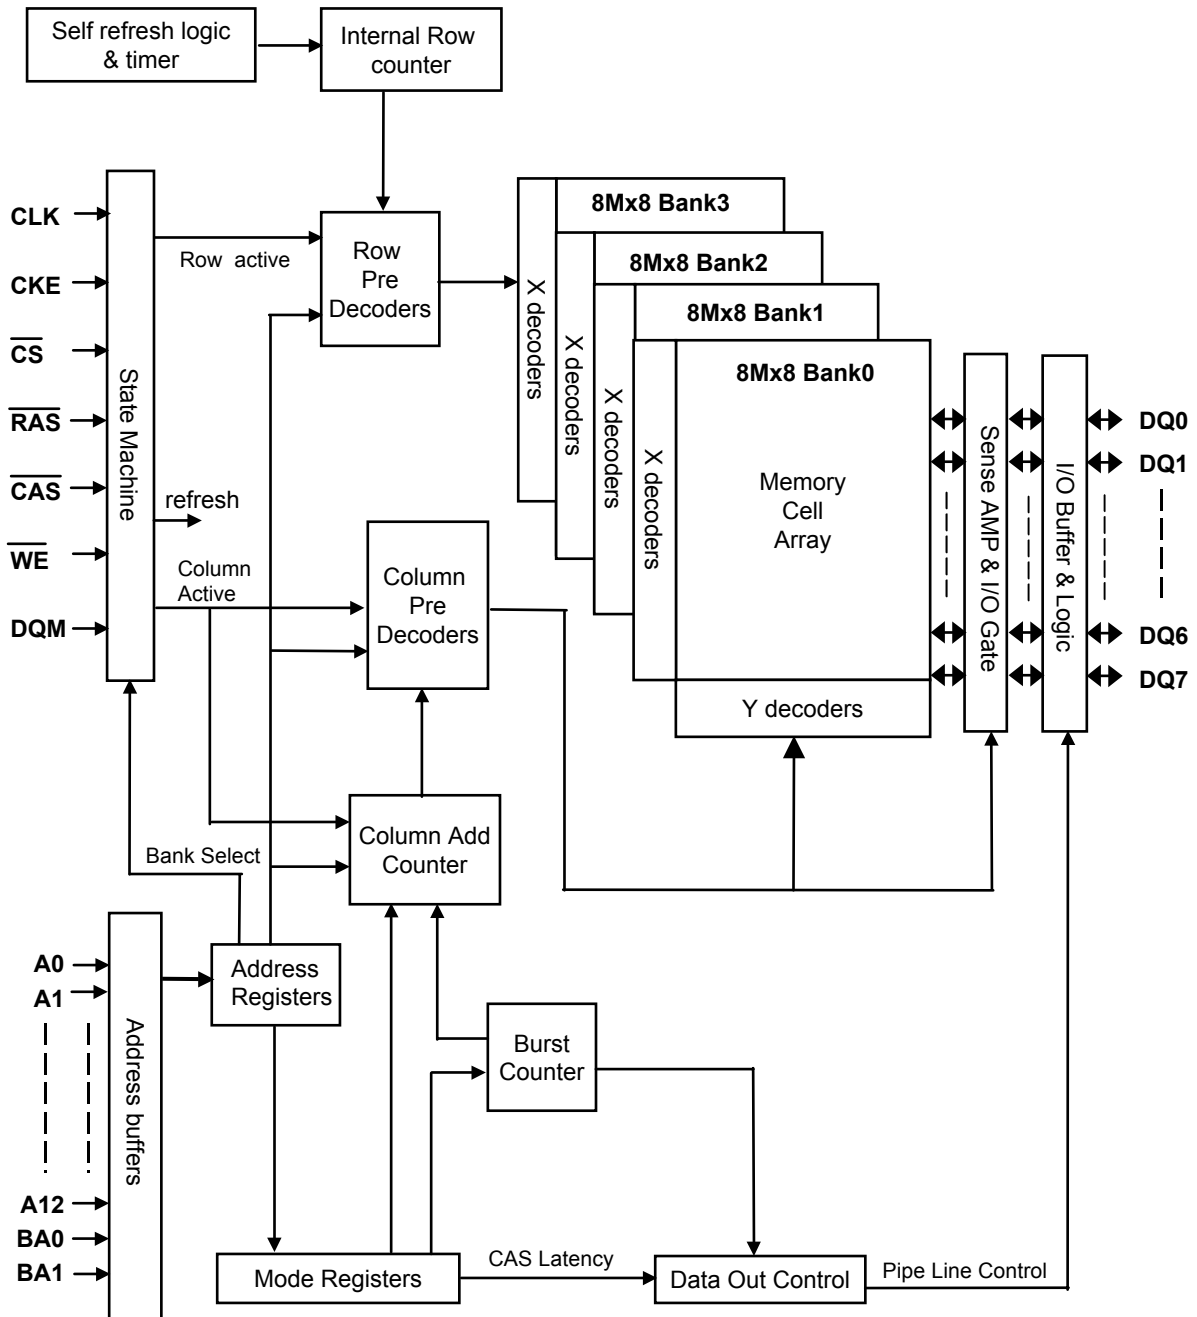 Self refresh logic
& timer
Internal Row
counter
CLK
CKE
CS
RAS
CAS
WE
DQM
State Machine
Row active
refresh
Column
Active
Bank Select
Row
Pre
Decoders
Column
Pre
Decoders
Column Add
Counter
X decoders
X decoders
X decoders
X decoders
8Mx8 Bank3
8Mx8 Bank2
8Mx8 Bank1
8Mx8 Bank0
Memory
Cell
Array
Y decoders
Sense AMP & I/O Gate
I/O Buffer & Logic
DQ0
DQ1
DQ6
DQ7
A0
A1
A12
BA0
BA1
Address buffers
Address
Registers
Burst
Counter
Mode Registers
CAS Latency
Data Out Control
Pipe Line Control